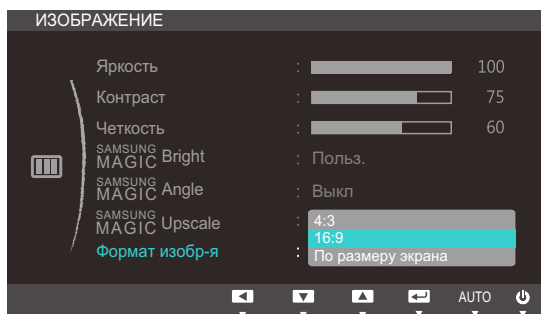 ИЗОБРАЖЕНИЕ
Яркость : 100
Контраст : 75
Четкость : 60
SAMSUNG MAGIC Bright : Польз.
SAMSUNG MAGIC Angle : Выкл
SAMSUNG MAGIC Upscale :
4:3
Формат изобр-я :
16:9
По размеру экрана
AUTO